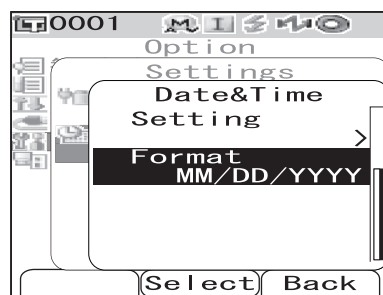 0001
Option
Settings
Date&Time
Setting
>
Format
MM/DD/YYYY
Select Back